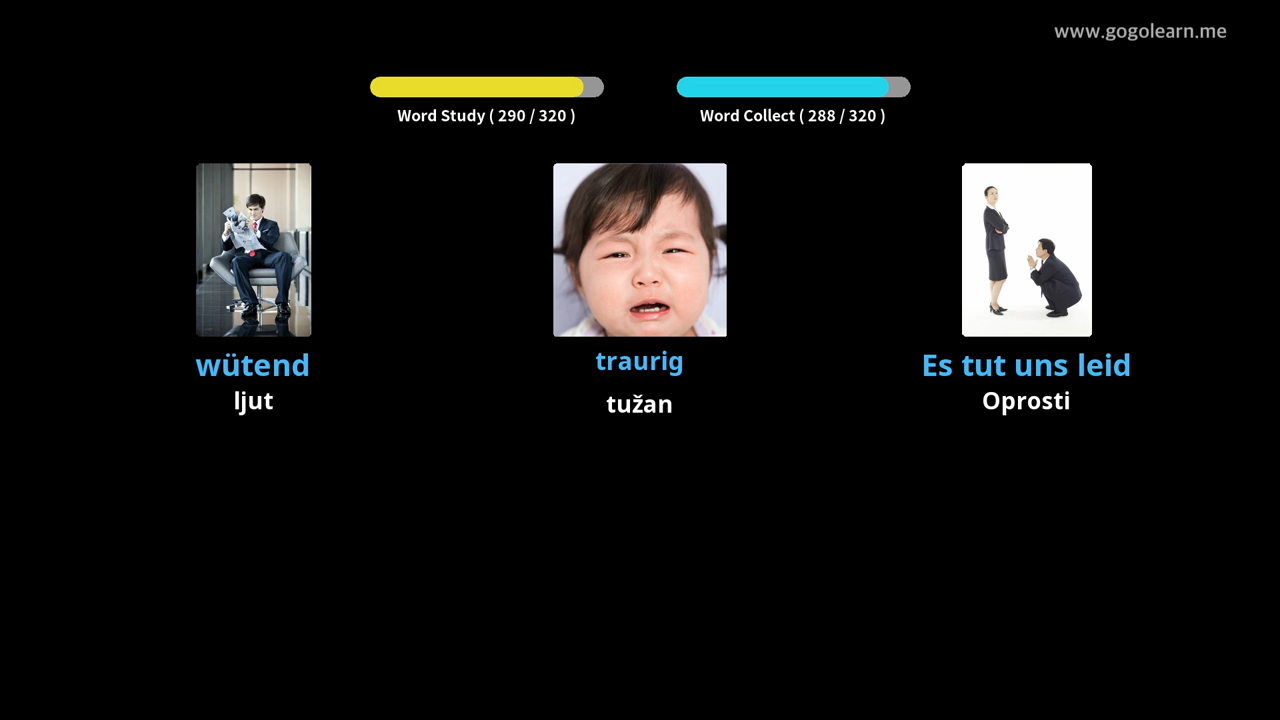 www.gogolearn.me
Word Study ( 290 / 320 )
Word Collect ( 288 / 320 )
wütend
ljut
traurig
tužan
Es tut uns leid
Oprosti